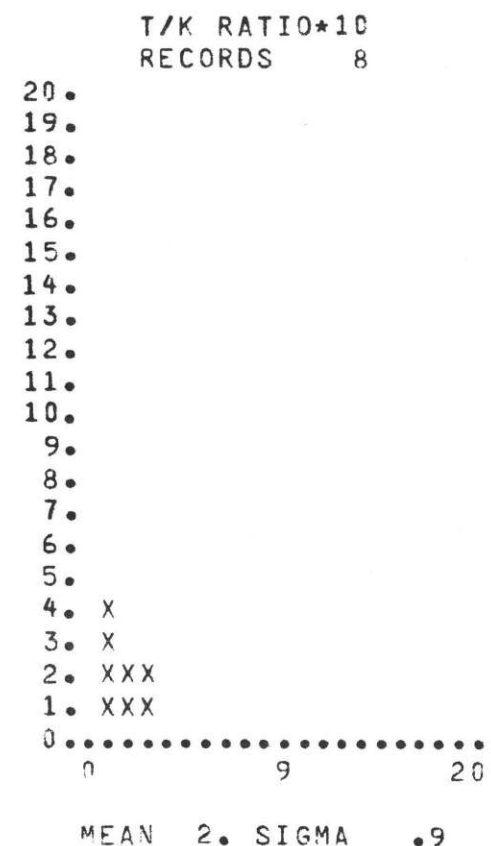 T/K RATIO*10
RECORDS 8
20.
19.
18.
17.
16.
15.
14.
13.
12.
11.
10.
9.
8.
7.
6.
5.
4. X
3. X
2. XXX
1. XXX
0......................
0 9 20
MEAN 2. SIGMA .9